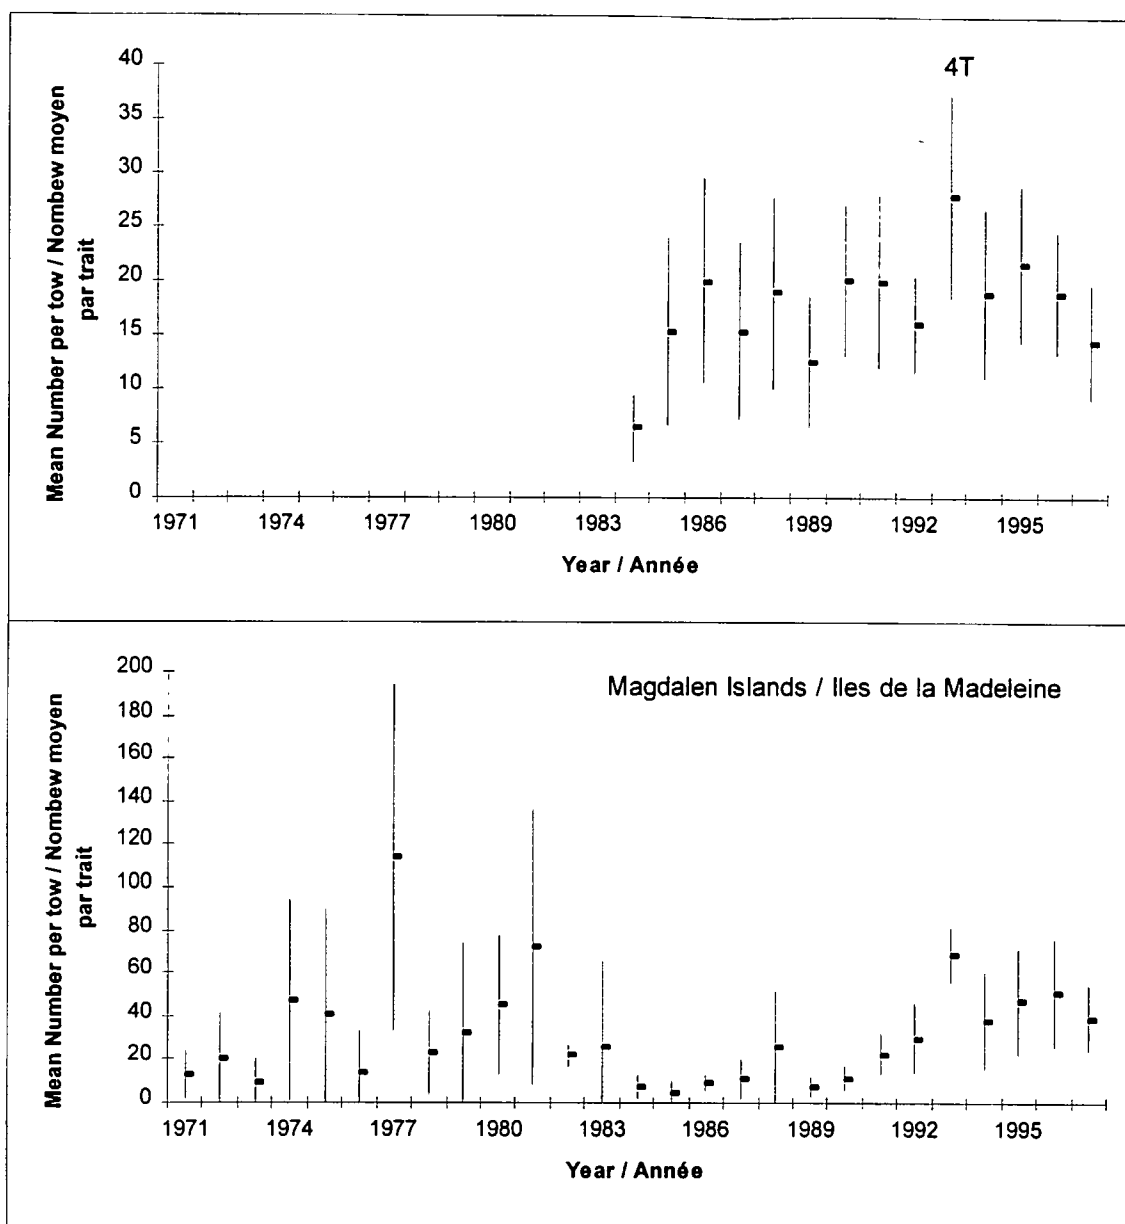 4T
Mean Number per tow / Nombew moyen
par trait
40
35
30
25
20
15
10
5
0
1971 1974 1977 1980 1983 1986 1989 1992 1995
Year / Année
Magdalen Islands / Iles de la Madeleine
Mean Number per tow / Nombew moyen
par trait
200
180
160
140
120
100
80
60
40
20
0
1971 1974 1977 1980 1983 1986 1989 1992 1995
Year / Année